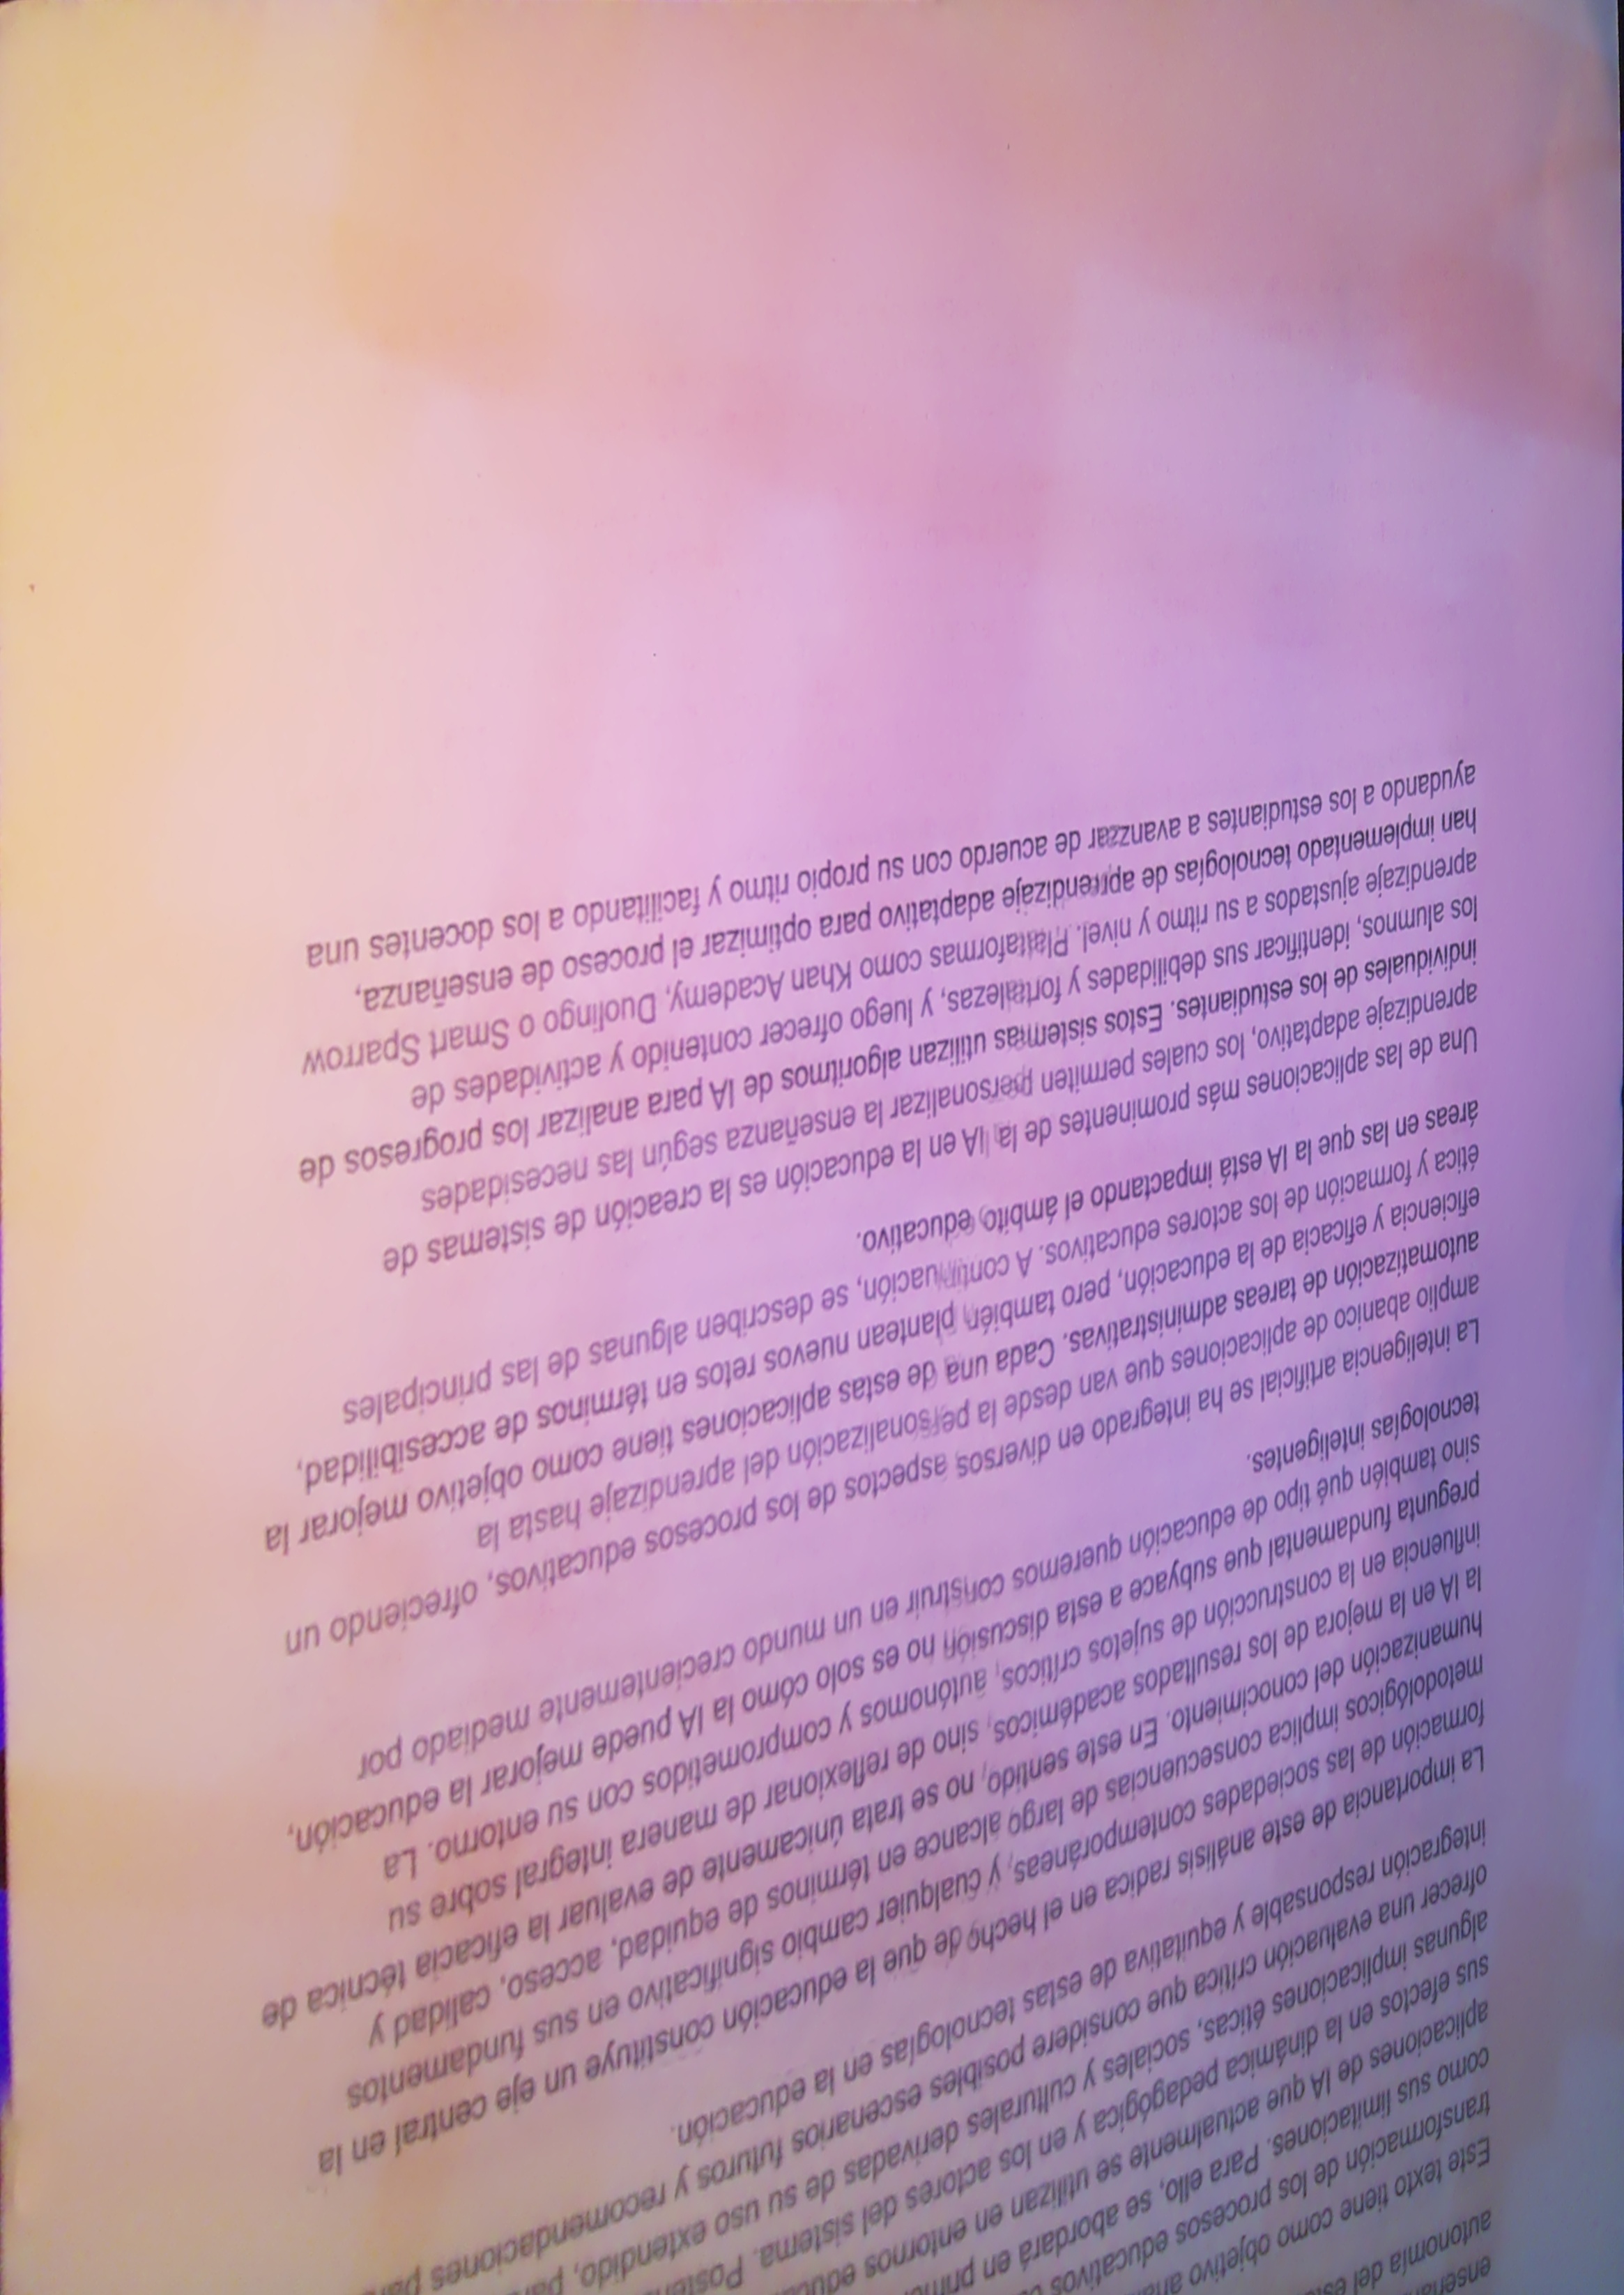 autonomía del
Este texto tiene como objetivo
transformación de los procesos educativos
como sus limitaciones. Para ello, se abordará en
aplicaciones de IA que actualmente se utilizan en entornos
sus efectos en la dinámica pedagógica y en los actores del sistema.
algunas implicaciones éticas, sociales y culturales derivadas de su uso extendido,
ofrecer una evaluación crítica que considere posibles escenarios futuros y recomendaciones
integración responsable y equitativa de estas tecnologías en la educación.
La importancia de este análisis radica en el hecho de que la educación constituye un eje central en la
formación de las sociedades contemporáneas, y cualquier cambio significativo en sus fundamentos
metodológicos implica consecuencias de largo alcance en términos de equidad, acceso, calidad y
humanización del conocimiento. En este sentido, no se trata únicamente de evaluar la eficacia técnica de
la IA en la mejora de los resultados académicos, sino de reflexionar de manera integral sobre su
influencia en la construcción de sujetos críticos, autónomos y comprometidos con su entorno. La
pregunta fundamental que subyace a esta discusión no es solo cómo la IA puede mejorar la educación,
sino también qué tipo de educación queremos construir en un mundo crecientemente mediado por
tecnologías inteligentes.
La inteligencia artificial se ha integrado en diversos aspectos de los procesos educativos, ofreciendo un
amplio abanico de aplicaciones que van desde la personalización del aprendizaje hasta la
automatización de tareas administrativas. Cada una de estas aplicaciones tiene como objetivo mejorar la
eficiencia y eficacia de la educación, pero también plantean nuevos retos en términos de accesibilidad,
ética y formación de los actores educativos. A continuación, se describen algunas de las principales
áreas en las que la IA está impactando el ámbito educativo.
Una de las aplicaciones más prominentes de la IA en la educación es la creación de sistemas de
aprendizaje adaptativo, los cuales permiten personalizar la enseñanza según las necesidades
individuales de los estudiantes. Estos sistemas utilizan algoritmos de IA para analizar los progresos de
los alumnos, identificar sus debilidades y fortalezas, y luego ofrecer contenido y actividades de
aprendizaje ajustados a su ritmo y nivel. Plataformas como Khan Academy, Duolingo o Smart Sparrow
han implementado tecnologías de aprendizaje adaptativo para optimizar el proceso de enseñanza,
ayudando a los estudiantes a avanzar de acuerdo con su propio ritmo y facilitando a los docentes una